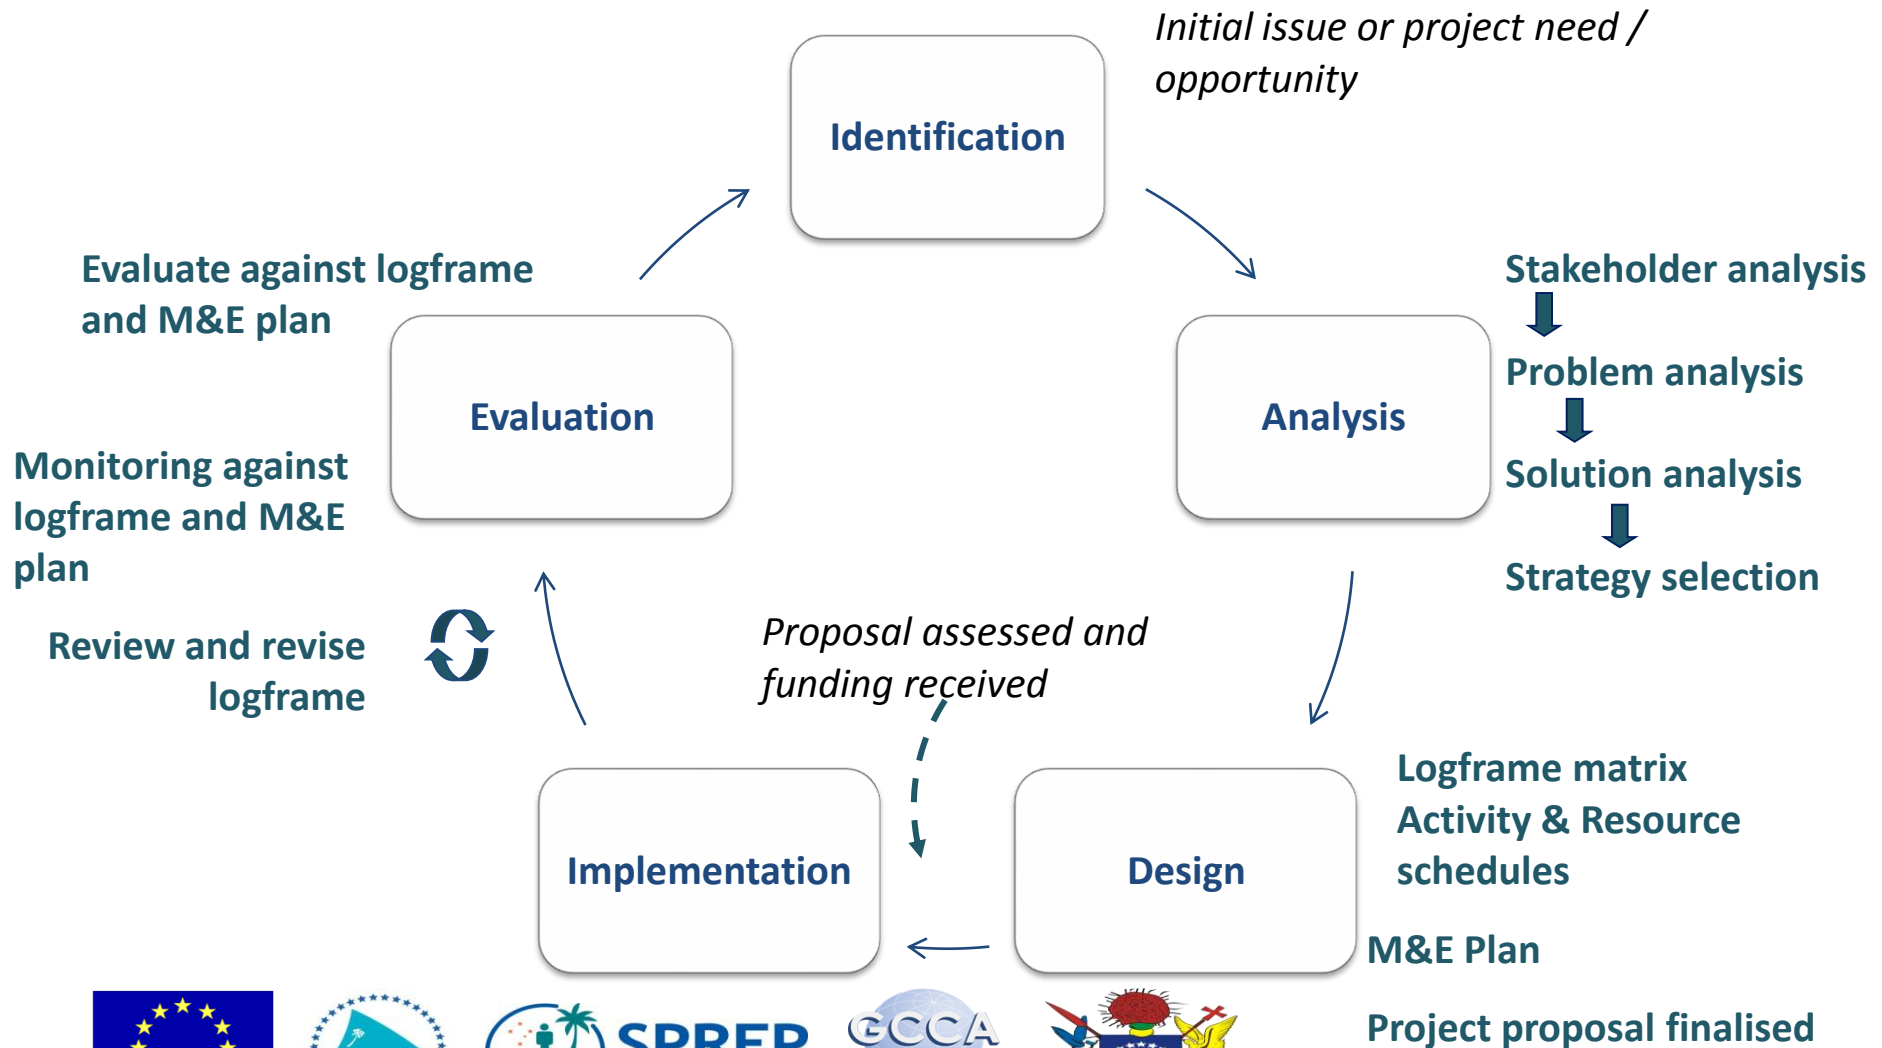 Initial issue or project need /
opportunity
Identification
Evaluate against logframe
and M&E plan
Stakeholder analysis
Problem analysis
Evaluation
Analysis
Monitoring against
logframe and M&E
plan
Solution analysis
Strategy selection
Review and revise
logframe
Proposal assessed and
funding received
Logframe matrix
Activity & Resource
schedules
Implementation
Design
M&E Plan
Project proposal finalised
SPREP
GCCA